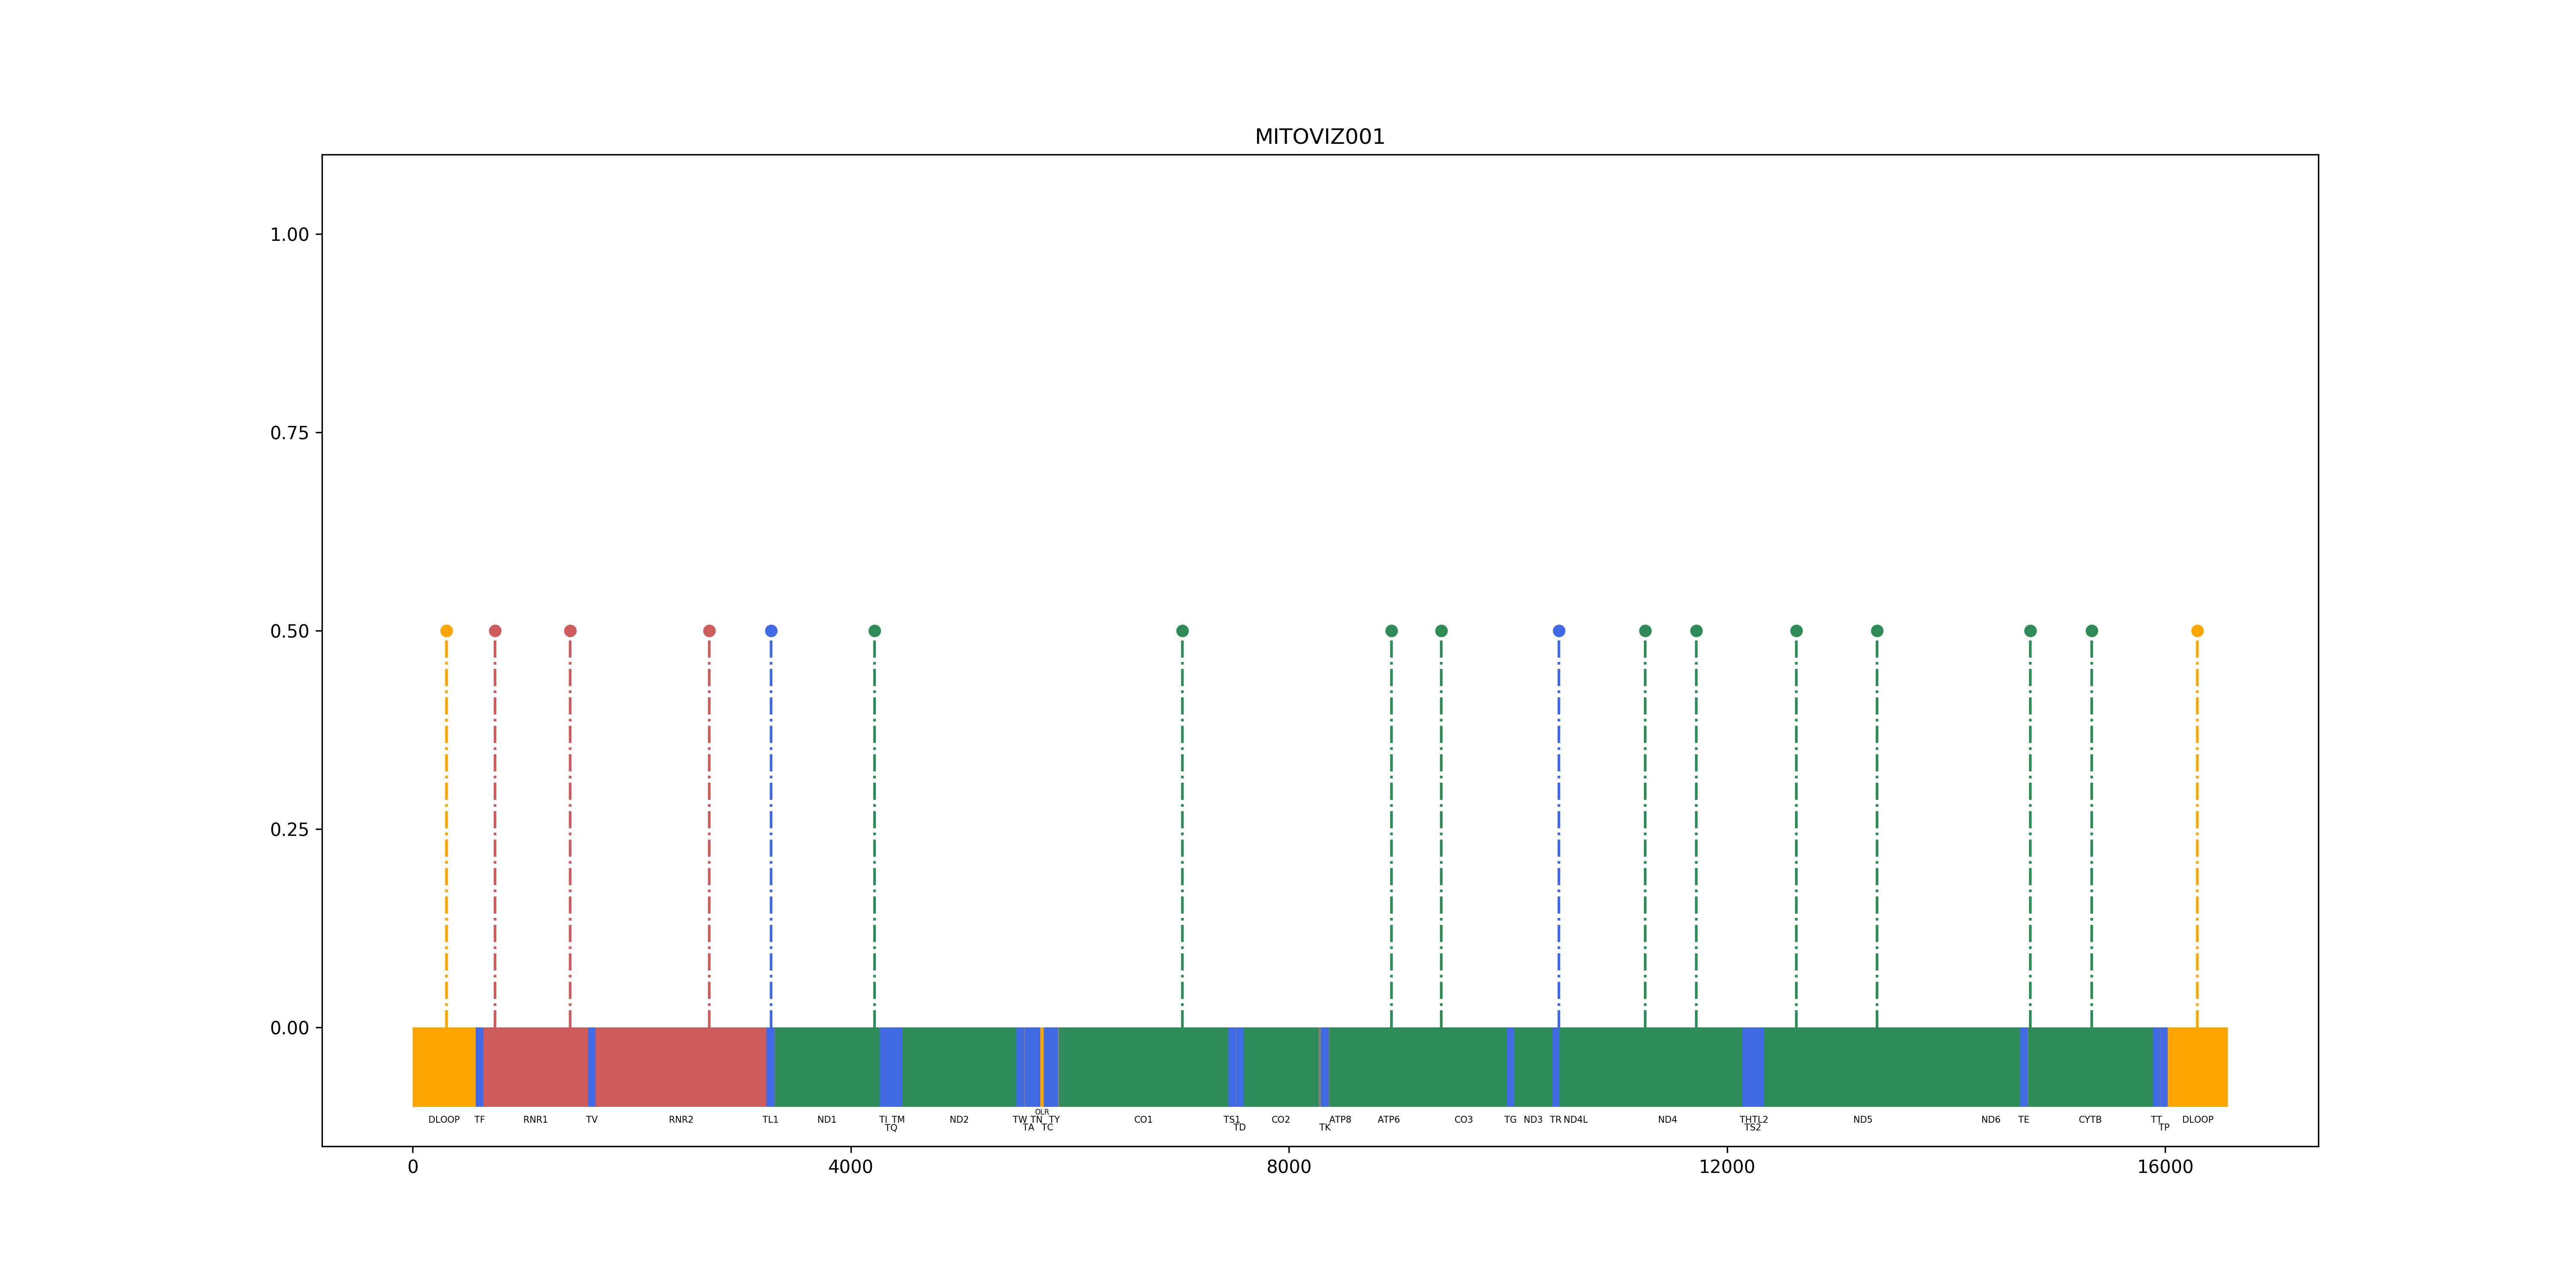 MITOVIZ001
1.00
0.75
0.50
0.25
0.00
OLR
DLOOP TF RNR1 TV RNR2 TL1 ND1 TI TM ND2 TW TN TY CO1 TS1 CO2 ATP8 ATP6 CO3 TG ND3 TR ND4L ND4 TH TL2 ND5 ND6 TE CYTB TT DLOOP
TQ TA TC TD TK TS2 TP
0 4000 8000 12000 16000